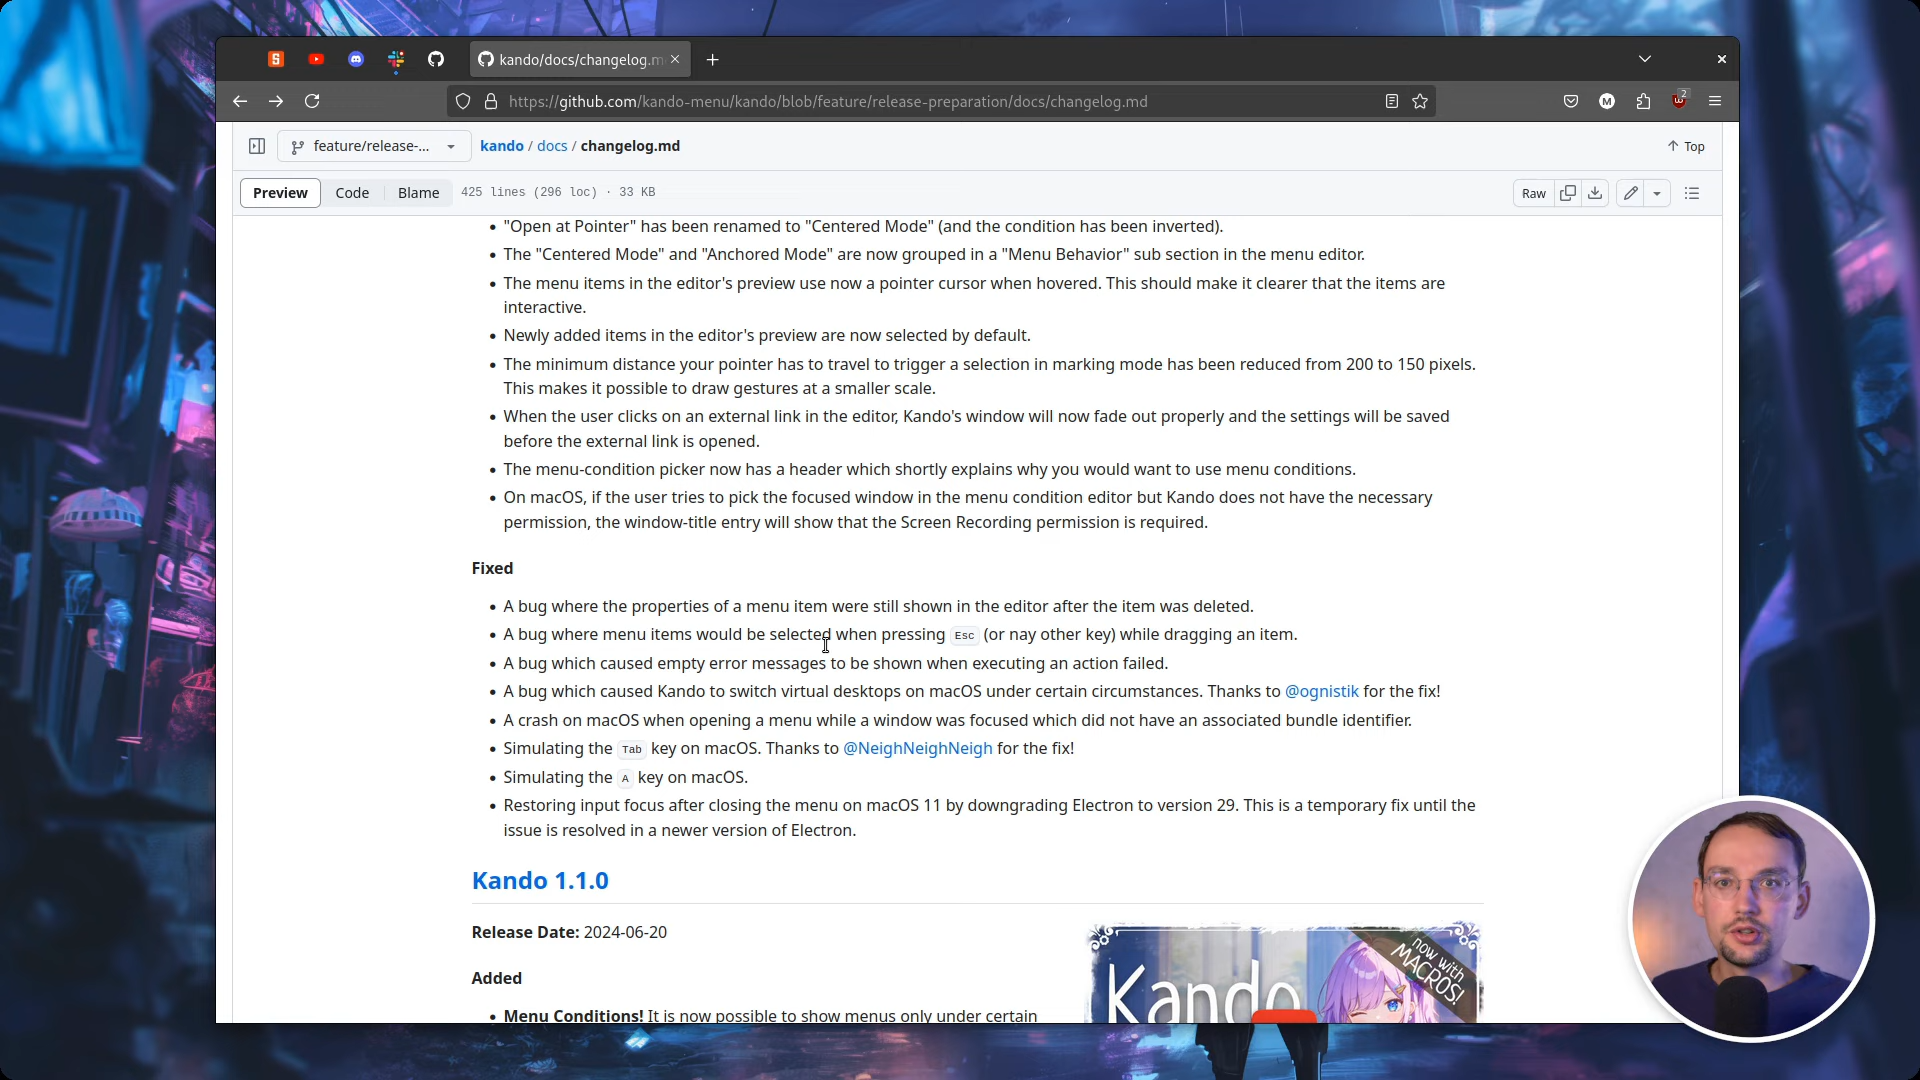 kando/docs/changelog.m
https://github.com/kando-menu/kando/blob/feature/release-preparation/docs/changelog.md
M
2
feature/release-...
kando / docs / changelog.md
Top
Preview
Code
Blame
425 lines (296 loc) · 33 KB
Raw
• "Open at Pointer" has been renamed to "Centered Mode" (and the condition has been inverted).
• The "Centered Mode" and "Anchored Mode" are now grouped in a "Menu Behavior" sub section in the menu editor.
• The menu items in the editor's preview use now a pointer cursor when hovered. This should make it clearer that the items are
interactive.
• Newly added items in the editor's preview are now selected by default.
• The minimum distance your pointer has to travel to trigger a selection in marking mode has been reduced from 200 to 150 pixels.
This makes it possible to draw gestures at a smaller scale.
• When the user clicks on an external link in the editor, Kando's window will now fade out properly and the settings will be saved
before the external link is opened.
• The menu-condition picker now has a header which shortly explains why you would want to use menu conditions.
• On macOS, if the user tries to pick the focused window in the menu condition editor but Kando does not have the necessary
permission, the window-title entry will show that the Screen Recording permission is required.
Fixed
• A bug where the properties of a menu item were still shown in the editor after the item was deleted.
• A bug where menu items would be selected when pressing Esc (or nay other key) while dragging an item.
• A bug which caused empty error messages to be shown when executing an action failed.
• A bug which caused Kando to switch virtual desktops on macOS under certain circumstances. Thanks to @ognistik for the fix!
• A crash on macOS when opening a menu while a window was focused which did not have an associated bundle identifier.
• Simulating the Tab key on macOS. Thanks to @NeighNeighNeigh for the fix!
• Simulating the A key on macOS.
• Restoring input focus after closing the menu on macOS 11 by downgrading Electron to version 29. This is a temporary fix until the
issue is resolved in a newer version of Electron.
Kando 1.1.0
Release Date: 2024-06-20
Added
• Menu Conditions! It is now possible to show menus only under certain
Kando
now with
MACROS!